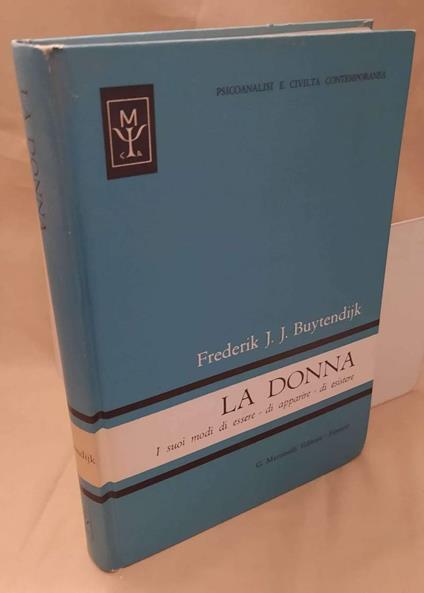 PSICOANALISI E CIVILTÀ CONTEMPORANEA
M
C B
Frederik J. J. Buytendijk
LA DONNA
I suoi modi di essere - di apparire - di esistere
G. Martinelli Editore - Firenze
LA DONNA
dijk